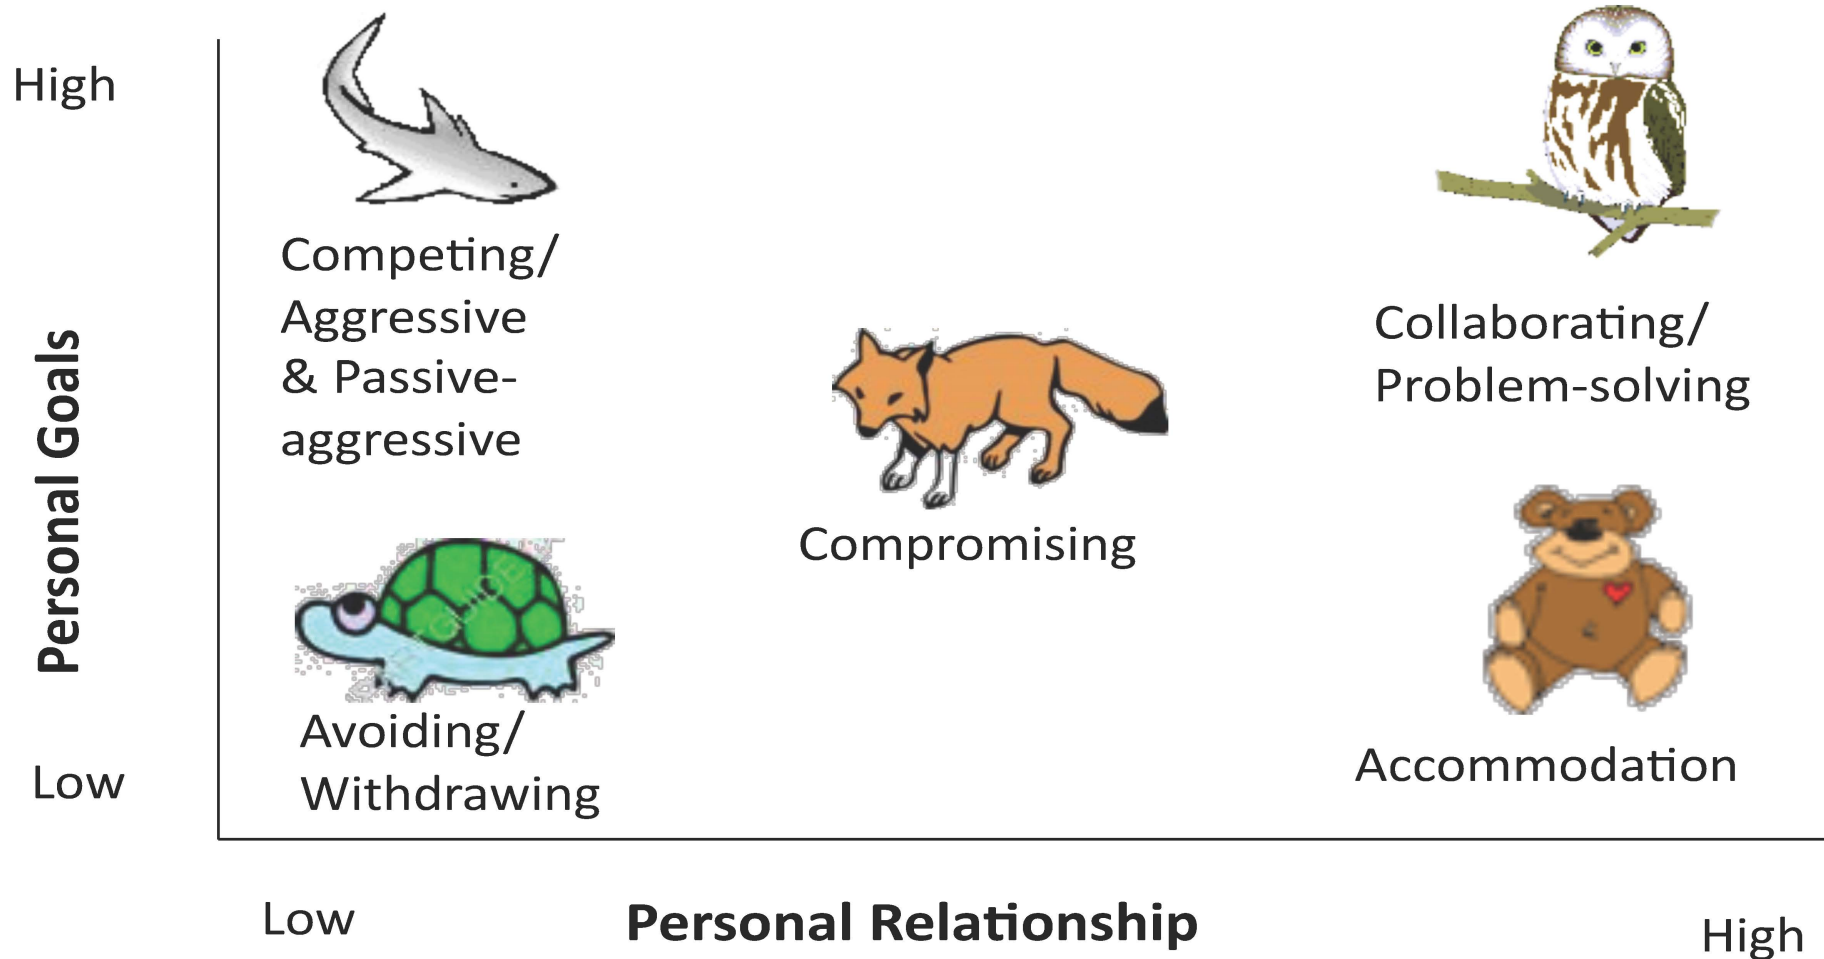 High
Competing/
Aggressive
& Passive-
aggressive
Collaborating/
Problem-solving
Personal Goals
Compromising
Avoiding/
Withdrawing
Accommodation
Low
Low
Personal Relationship
High